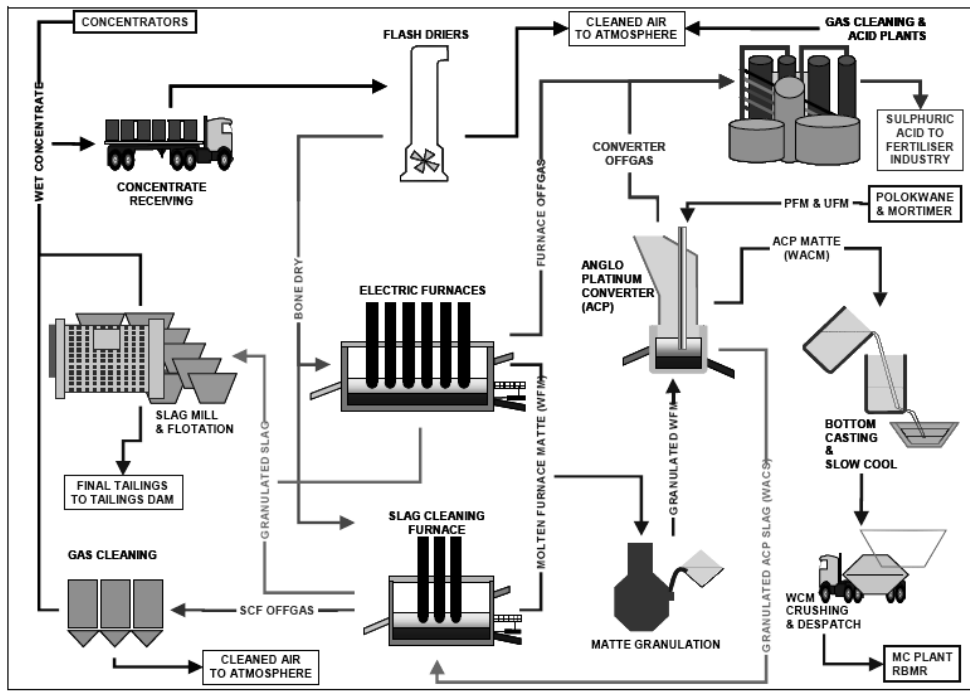 CONCENTRATORS
FLASH DRIERS
CLEANED AIR
TO ATMOSPHERE
GAS CLEANING &
ACID PLANTS
WET CONCENTRATE
CONCENTRATE
RECEIVING
FURNACE OFFGAS
CONVERTER
OFFGAS
SULPHURIC
ACID TO
FERTILISER
INDUSTRY
PFM & UFM
POLOKWANE
& MORTIMER
BONE DRY
ELECTRIC FURNACES
ANGLO
PLATINUM
CONVERTER
(ACP)
ACP MATTE
(WACM)
SLAG MILL
& FLOTATION
GRANULATED SLAG
MOLTEN FURNACE MATTE (WFM)
GRANULATED WFM
GRANULATED ACP SLAG (WACS)
BOTTOM
CASTING
&
SLOW COOL
FINAL TAILINGS
TO TAILINGS DAM
SLAG CLEANING
FURNACE
GAS CLEANING
SCF OFFGAS
MATTE GRANULATION
WCM
CRUSHING
& DESPATCH
CLEANED AIR
TO ATMOSPHERE
MC PLANT
RBMR